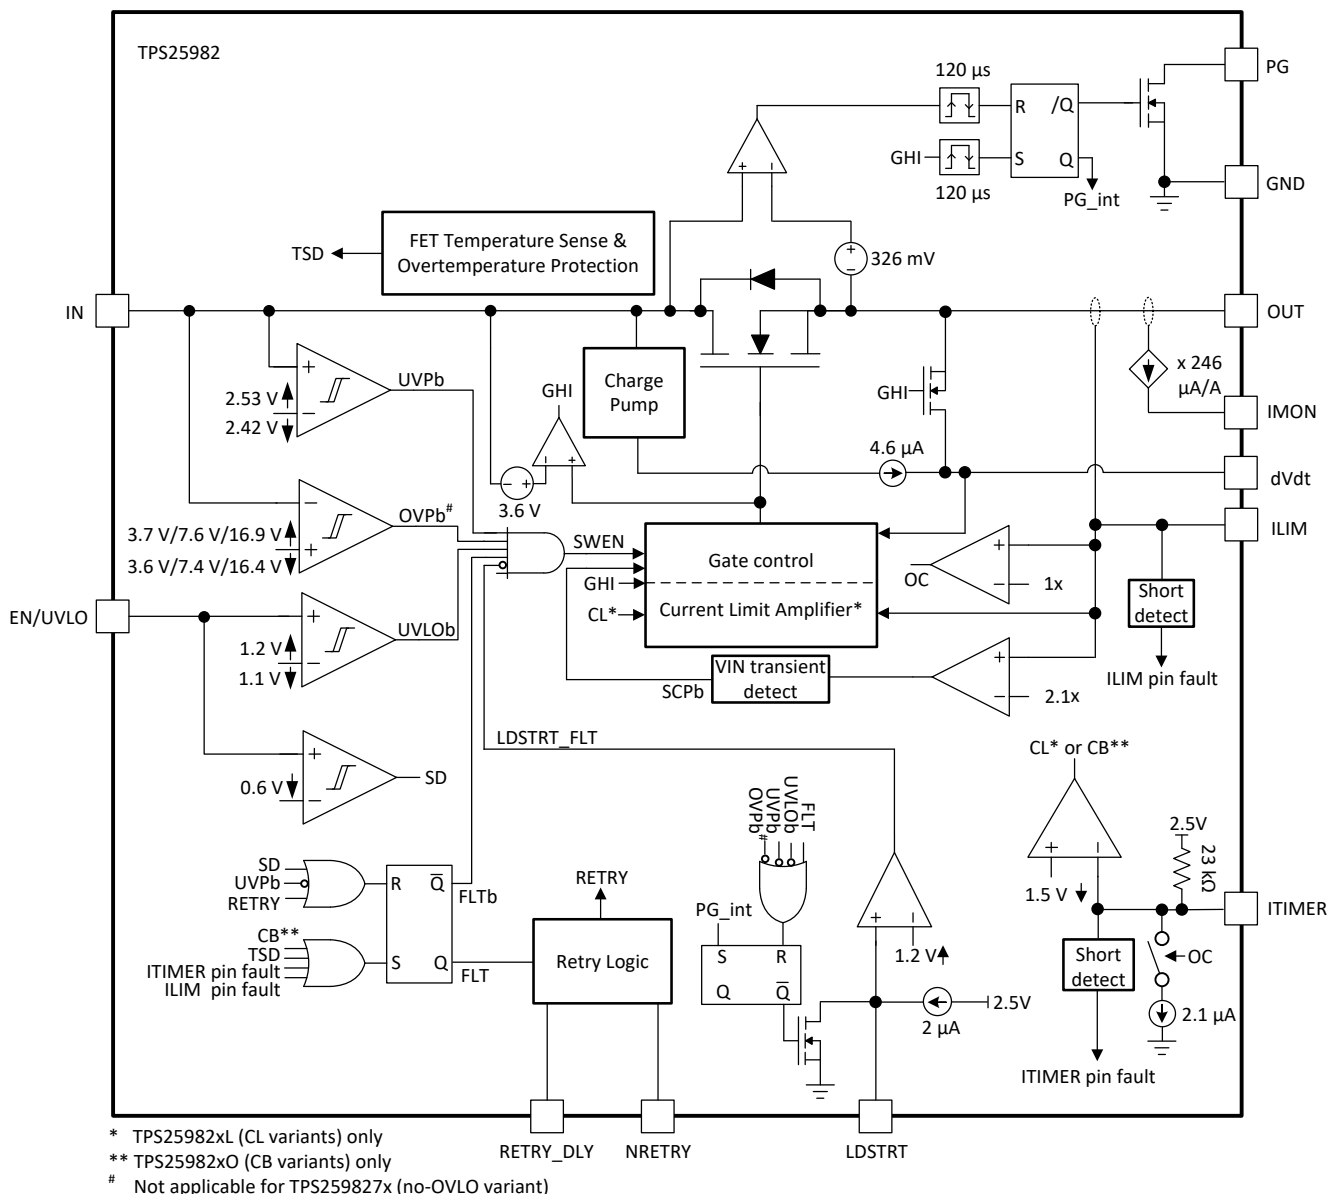 TPS25982
120 µs
PG
R
/Q
GHI
S
Q
120 µs
PG_int
GND
+
–
FET Temperature Sense &
Overtemperature Protection
TSD
+
–
326 mV
IN
OUT
+
UVPb
2.53 V
–
2.42 V
GHI
Charge
Pump
GHI
x 246
µA/A
IMON
4.6 µA
dVdt
–
+
–
+
3.6 V
–
OVPb#
3.7 V/7.6 V/16.9 V
+
3.6 V/7.4 V/16.4 V
SWEN
Gate control
GHI
CL*
Current Limit Amplifier*
OC
+
–
1x
ILIM
Short
detect
ILIM pin fault
EN/UVLO
+
UVLOb
1.2 V
–
1.1 V
SCPb
VIN transient
detect
+
–
2.1x
LDSTRT_FLT
+
0.6 V
–
SD
OVPb#
UVPb
UVLOb
FLT
CL* or CB**
+
–
1.5 V
2.5V
23 kΩ
ITIMER
SD
UVPb
RETRY
R
Q
FLTb
CB**
TSD
ITIMER pin fault
ILIM pin fault
S
Q
FLT
RETRY
Retry Logic
PG_int
S
R
Q
Q
+
–
1.2 V
2 µA
2.5V
Short
detect
OC
2.1 µA
ITIMER pin fault
RETRY_DLY
NRETRY
LDSTRT
* TPS25982xL (CL variants) only
** TPS25982xO (CB variants) only
# Not applicable for TPS259827x (no-OVLO variant)